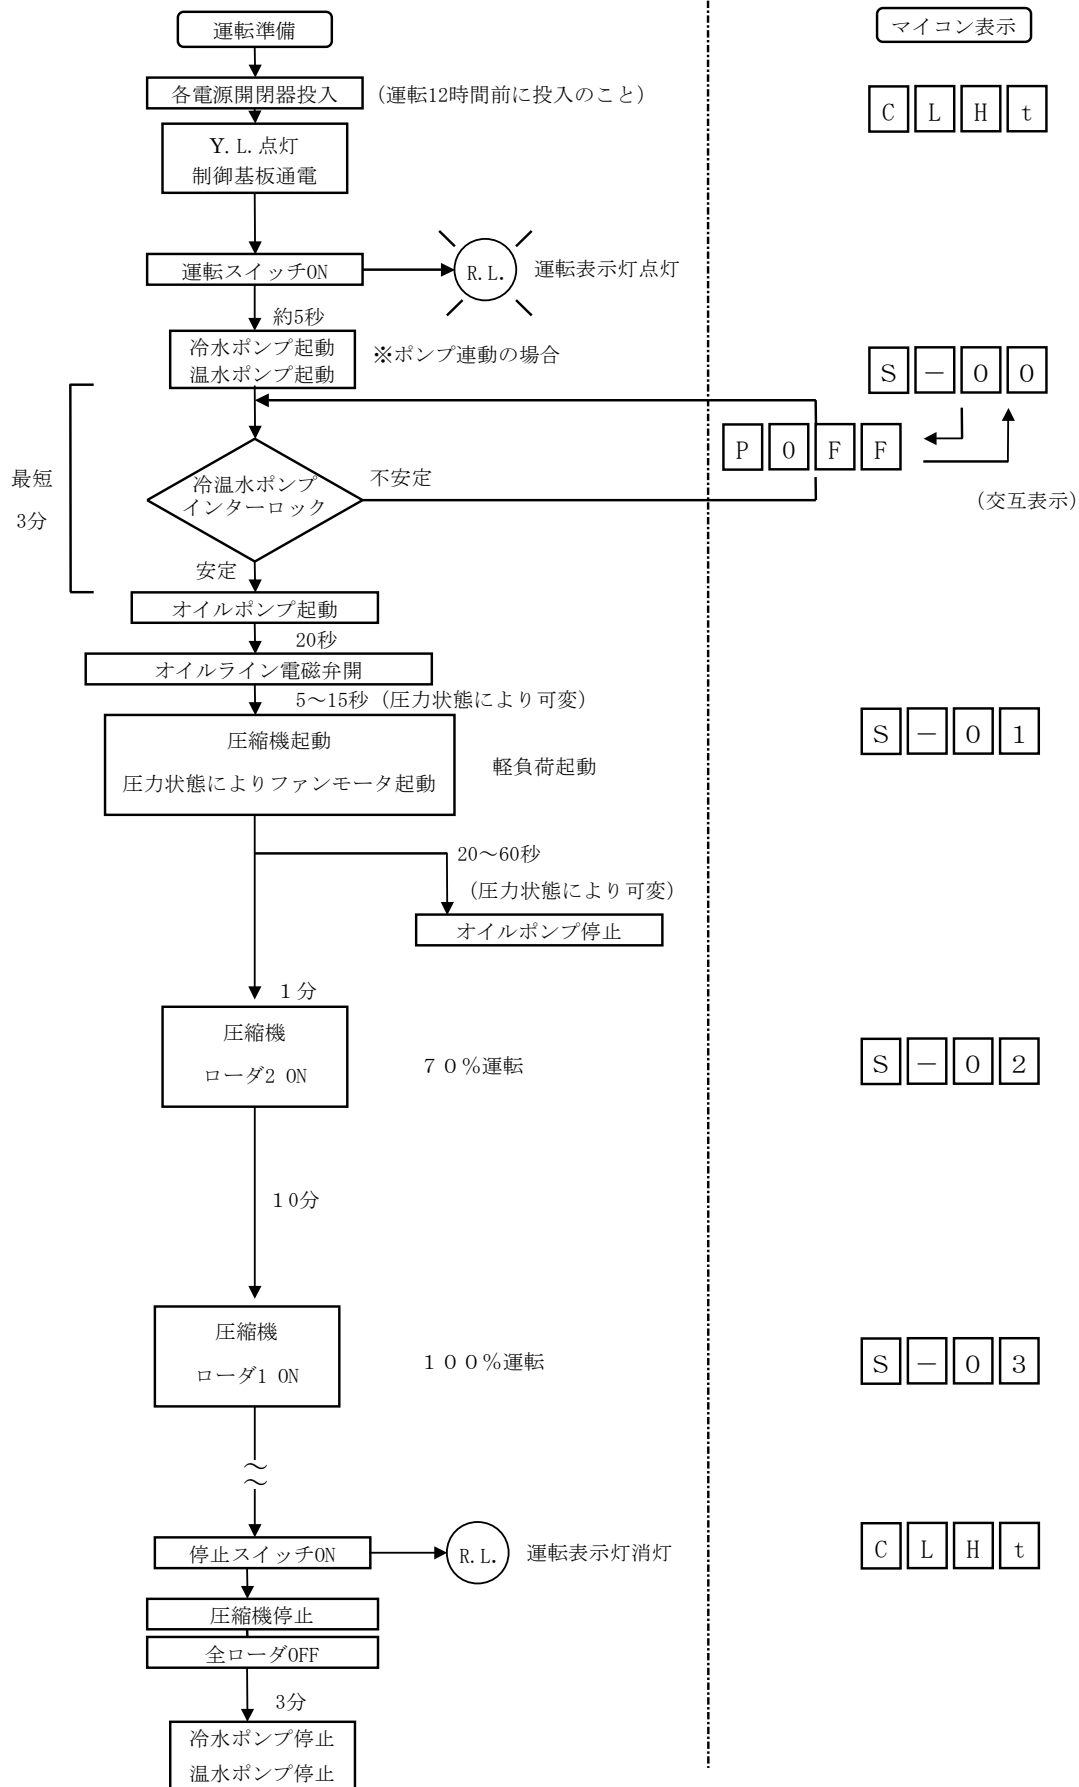 運転準備
マイコン表示
各電源開閉器投入
(運転12時間前に投入のこと)
C L H t
Y.L.点灯
制御基板通電
運転スイッチON
R.L.
運転表示灯点灯
約5秒
冷水ポンプ起動
温水ポンプ起動
※ポンプ連動の場合
S － 0 0
P O F F
(交互表示)
最短
3分
冷温水ポンプ
インターロック
不安定
安定
オイルポンプ起動
20秒
オイルライン電磁弁開
5～15秒 (圧力状態により可変)
圧縮機起動
圧力状態によりファンモータ起動
軽負荷起動
S － 0 1
20～60秒
(圧力状態により可変)
オイルポンプ停止
１分
圧縮機
ローダ2 ON
７０％運転
S － 0 2
１0分
圧縮機
ローダ1 ON
１００％運転
S － 0 3
停止スイッチON
R.L.
運転表示灯消灯
C L H t
圧縮機停止
全ローダOFF
3分
冷水ポンプ停止
温水ポンプ停止